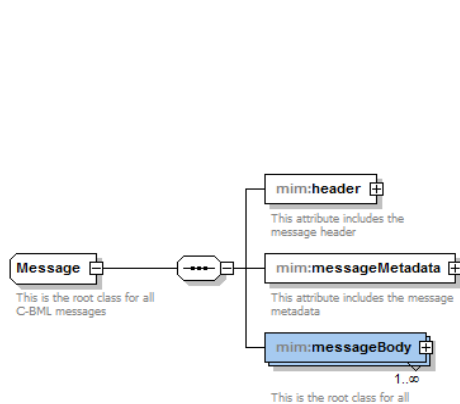 mim:header
This attribute includes the
message header
Message
This is the root class for all
C-BML messages
mim:messageMetadata
This attribute includes the message
metadata
mim:messageBody
1..∞
This is the root class for all